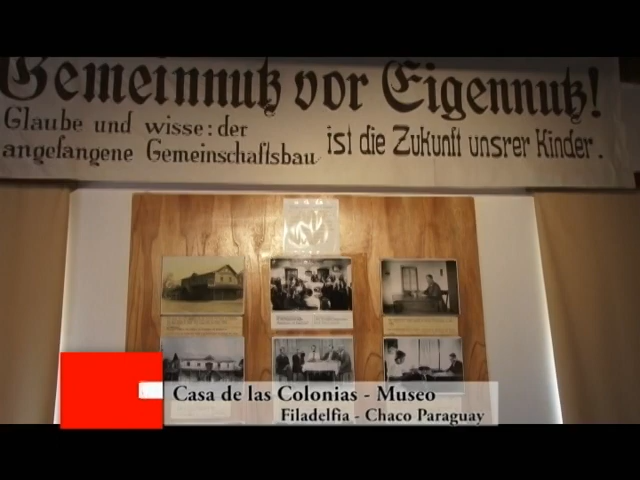 Gemeinnutz vor Eigennutz!
Glaube und wisse: der
angefangene Gemeinschaftsbau ist die Zukunft unsrer Kinder.
Casa de las Colonias - Museo
Filadelfia - Chaco Paraguay